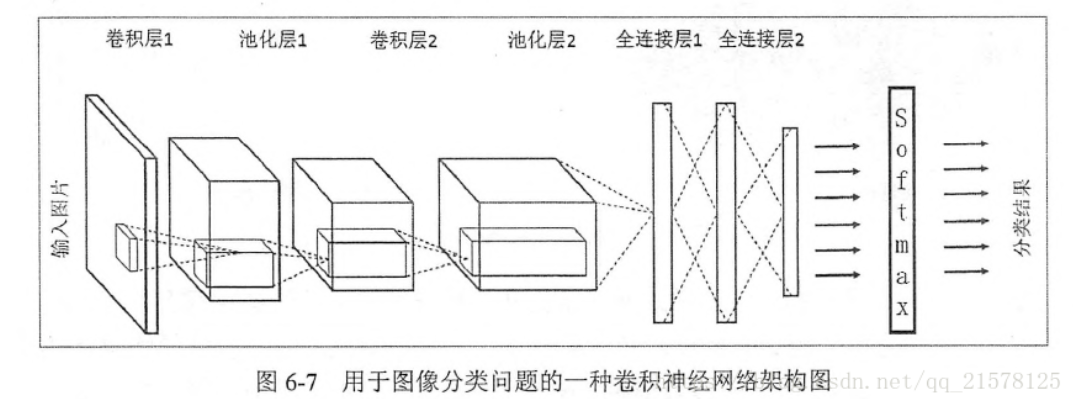 卷积层1 池化层1 卷积层2 池化层2 全连接层1 全连接层2
输入图片
Softmax
分类结果
图 6-7 用于图像分类问题的一种卷积神经网络架构图
sdn.net/qq_21578125